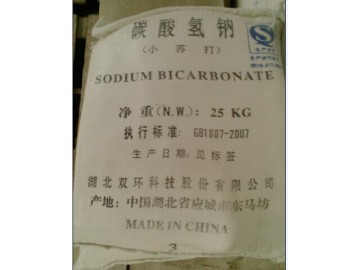 碳酸氢钠
(小苏打)
SODIUM BICARBONATE
净重(N.W.): 25 KG
执行标准: GB1887-2007
生产日期: 见标签
湖北双环科技股份有限公司
产地: 中国湖北省应城市东马坊
MADE IN CHINA
3